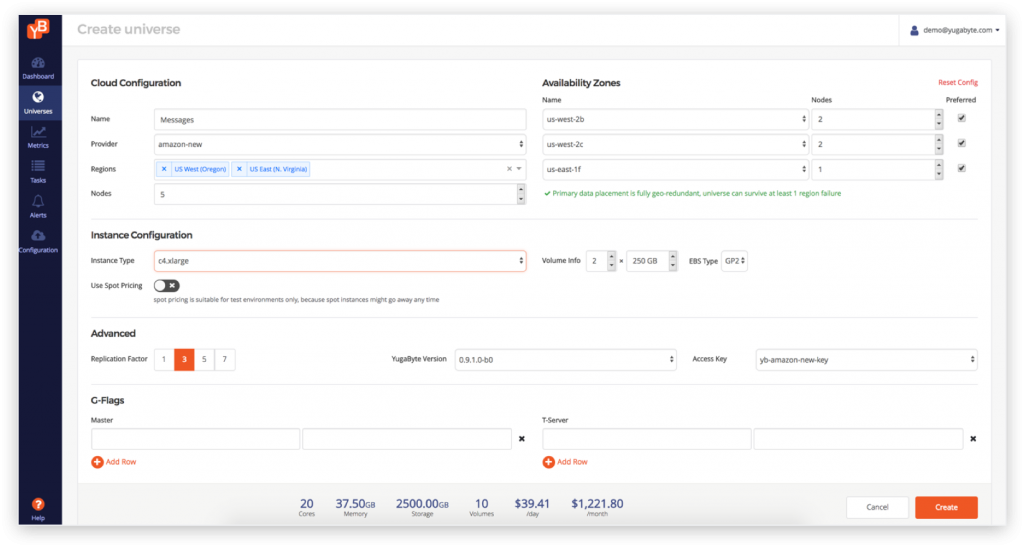 YB
Create universe
demo@yugabyte.com
Dashboard
Universes
Metrics
Tasks
Alerts
Configuration
Help
Cloud Configuration
Name
Messages
Provider
amazon-new
Regions
× US West (Oregon) × US East (N. Virginia) ×
Nodes
5
Availability Zones
Reset Config
Name Nodes Preferred
us-west-2b 2
us-west-2c 2
us-east-1f 1
✓ Primary data placement is fully geo-redundant, universe can survive at least 1 region failure
Instance Configuration
Instance Type
c4.xlarge
Volume Info 2 × 250 GB EBS Type GP2
Use Spot Pricing
spot pricing is suitable for test environments only, because spot instances might go away any time
Advanced
Replication Factor 1 3 5 7
YugaByte Version 0.9.1.0-b0
Access Key yb-amazon-new-key
G-Flags
Master
Add Row
T-Server
Add Row
20 37.50GB 2500.00GB 10 $39.41 $1,221.80
Cores Memory Storage Volumes /day /month
Cancel
Create